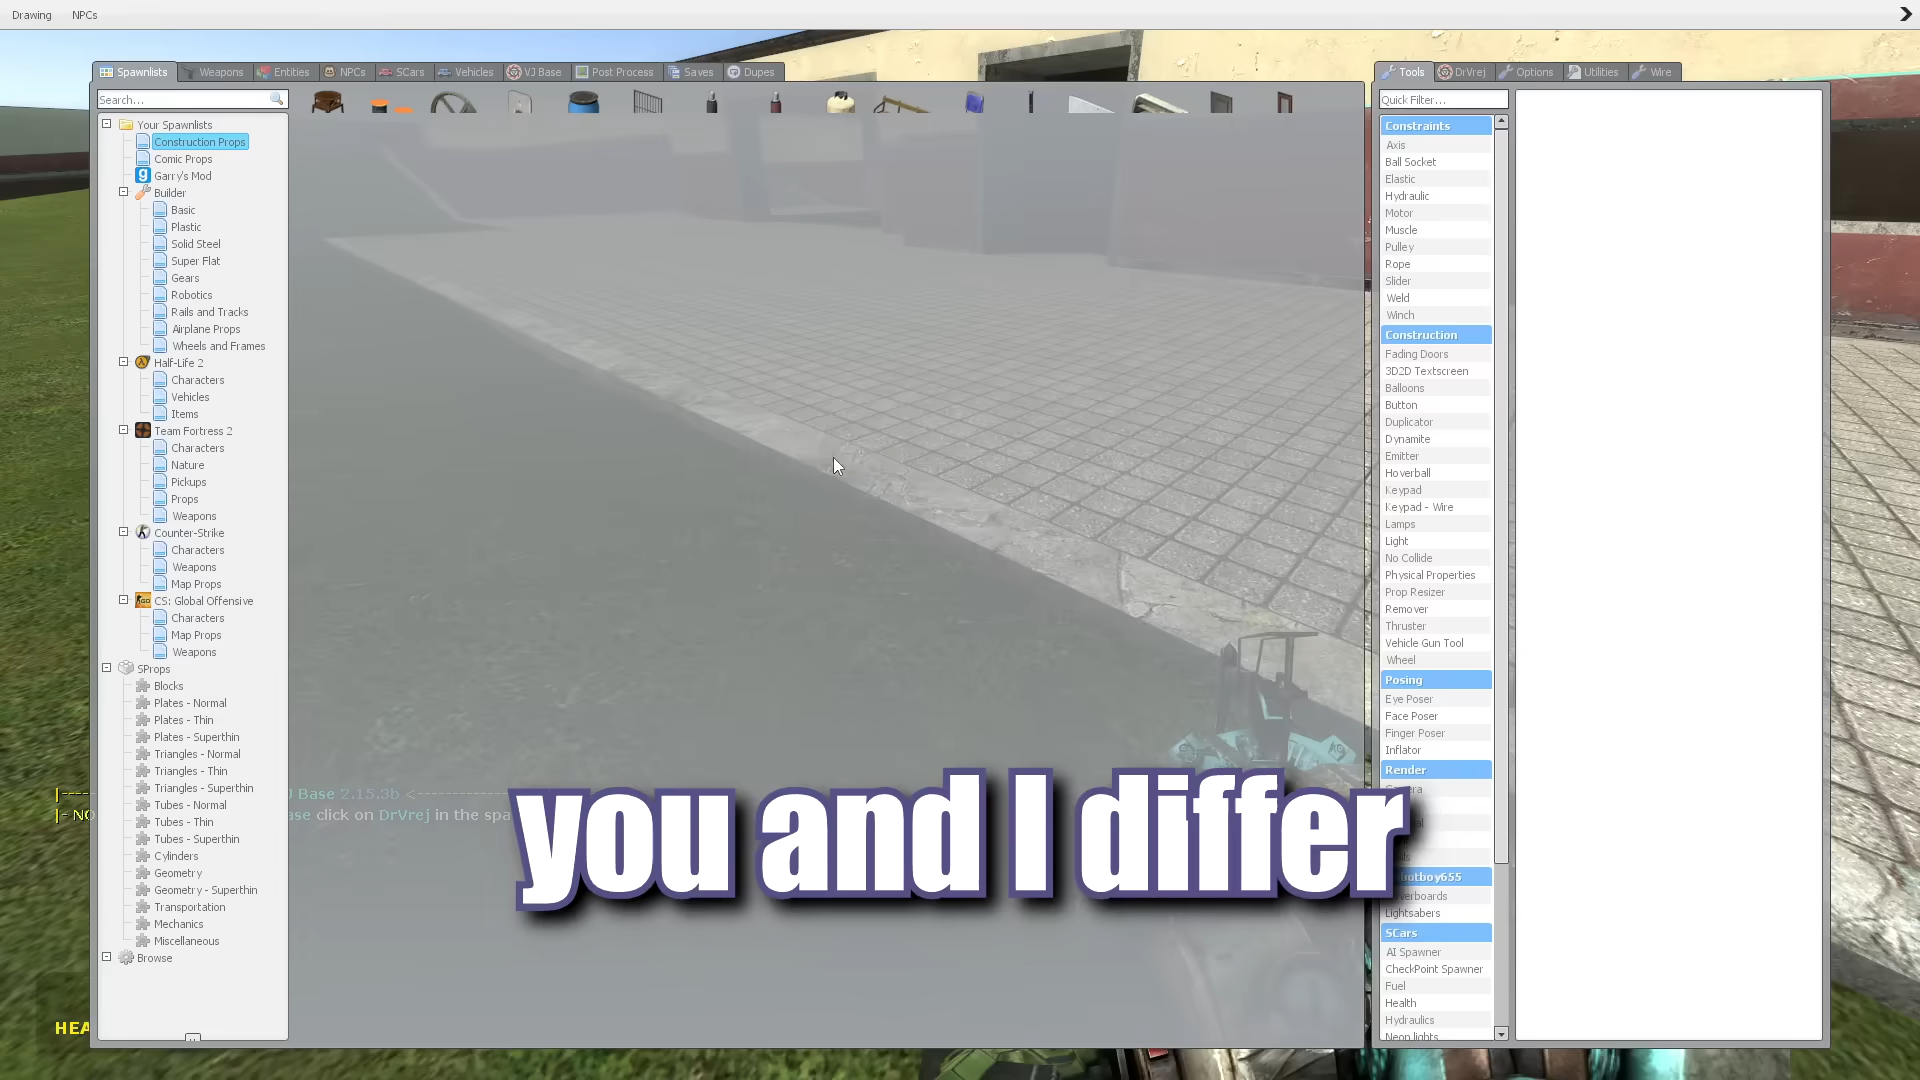 Drawing NPCs
Spawnlists Weapons Entities NPCs SCars Vehicles VJ Base Post Process Saves Dupes
Tools DrVrej Options Utilities Wire
Search...
Your Spawnlists
Construction Props
Comic Props
Garry's Mod
Builder
Basic
Plastic
Solid Steel
Super Flat
Gears
Robotics
Rails and Tracks
Airplane Props
Wheels and Frames
Half-Life 2
Characters
Vehicles
Items
Team Fortress 2
Characters
Nature
Pickups
Props
Weapons
Counter-Strike
Characters
Weapons
Map Props
CS: Global Offensive
Characters
Map Props
Weapons
SProps
Blocks
Plates - Normal
Plates - Thin
Plates - Superthin
Triangles - Normal
Triangles - Thin
Triangles - Superthin
Tubes - Normal
Tubes - Thin
Tubes - Superthin
Cylinders
Geometry
Geometry - Superthin
Transportation
Mechanics
Miscellaneous
Browse
|- NO
J Base 2.15.3b <--------------
ase click on DrVrej in the spa
HEA
you and I differ
Quick Filter...
Constraints
Axis
Ball Socket
Elastic
Hydraulic
Motor
Muscle
Pulley
Rope
Slider
Weld
Winch
Construction
Fading Doors
3D2D Textscreen
Balloons
Button
Duplicator
Dynamite
Emitter
Hoverball
Keypad
Keypad - Wire
Lamps
Light
No Collide
Physical Properties
Prop Resizer
Remover
Thruster
Vehicle Gun Tool
Wheel
Posing
Eye Poser
Face Poser
Finger Poser
Inflator
Render
botboy655
Lightsabers
SCars
AI Spawner
CheckPoint Spawner
Fuel
Health
Hydraulics
Neon lights